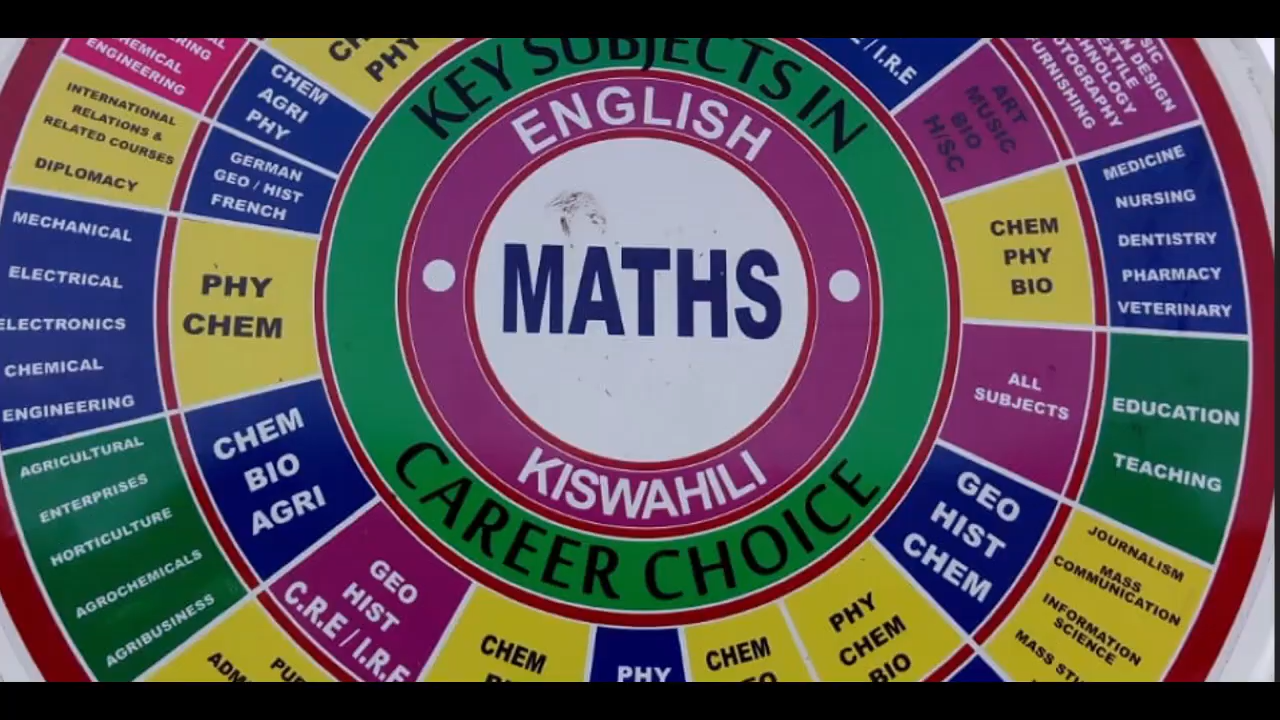 KEY SUBJECTS IN
CAREER CHOICE
ENGLISH
KISWAHILI
MATHS
CHEMICAL
ENGINEERING
CHEM
AGRI
PHY
INTERNATIONAL
RELATIONS &
RELATED COURSES
DIPLOMACY
GERMAN
GEO / HIST
FRENCH
MECHANICAL
ELECTRICAL
ELECTRONICS
CHEMICAL
ENGINEERING
PHY
CHEM
AGRICULTURAL
ENTERPRISES
HORTICULTURE
AGROCHEMICALS
AGRIBUSINESS
CHEM
BIO
AGRI
GEO
HIST
C.R.E / I.R.E
CHEM
PHY
CHEM
PHY
CHEM
BIO
GEO
HIST
CHEM
JOURNALISM
MASS
COMMUNICATION
INFORMATION
SCIENCE
MASS
ALL
SUBJECTS
EDUCATION
TEACHING
CHEM
PHY
BIO
MEDICINE
NURSING
DENTISTRY
PHARMACY
VETERINARY
ART
MUSIC
BIO
H/SC
DESIGN
TEXTILE
TECHNOLOGY
PHOTOGRAPHY
FURNISHING
/ I.R.E
PHY